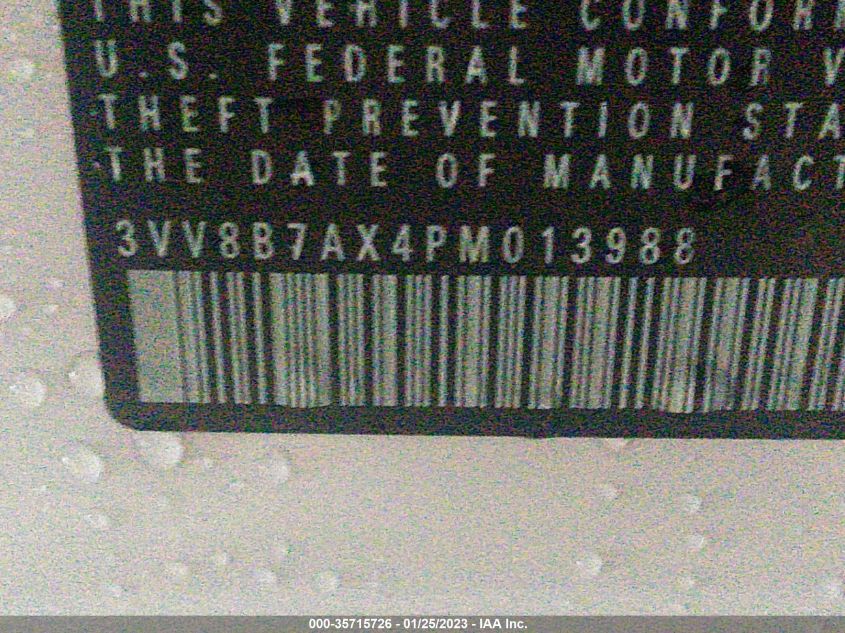 THIS VEHICLE CONFOR
U.S. FEDERAL MOTOR V
THEFT PREVENTION STA
THE DATE OF MANUFACT
3VV8B7AX4PM013988
000-35715726 - 01/25/2023 - IAA Inc.